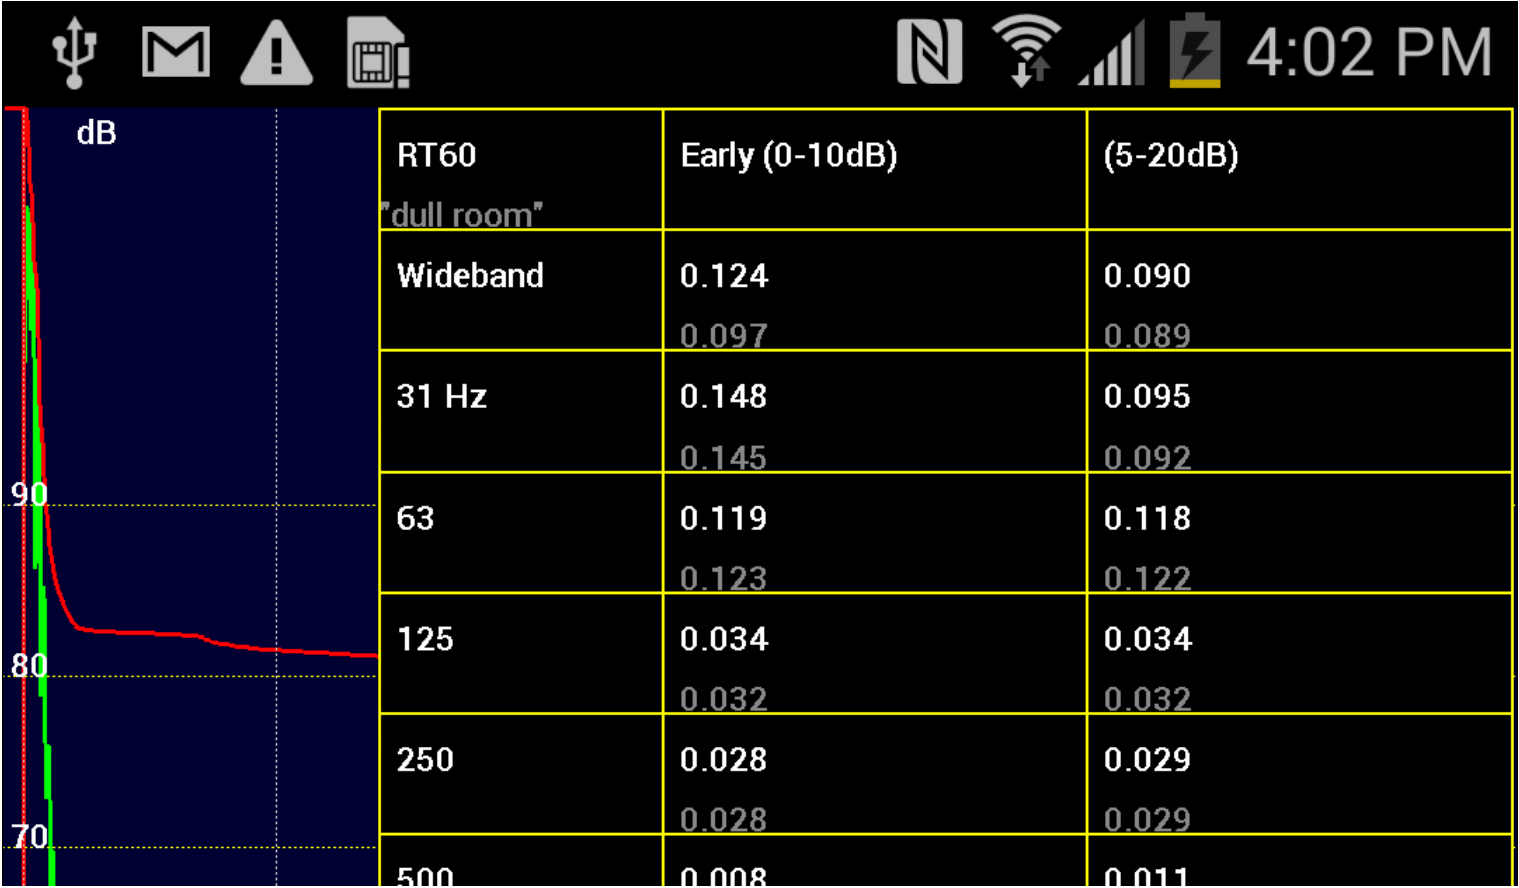 4:02 PM
dB
90
80
70
RT60 Early (0-10dB) (5-20dB)
"dull room"
Wideband 0.124 0.090
0.097 0.089
31 Hz 0.148 0.095
0.145 0.092
63 0.119 0.118
0.123 0.122
125 0.034 0.034
0.032 0.032
250 0.028 0.029
0.028 0.029
500 0.008 0.011